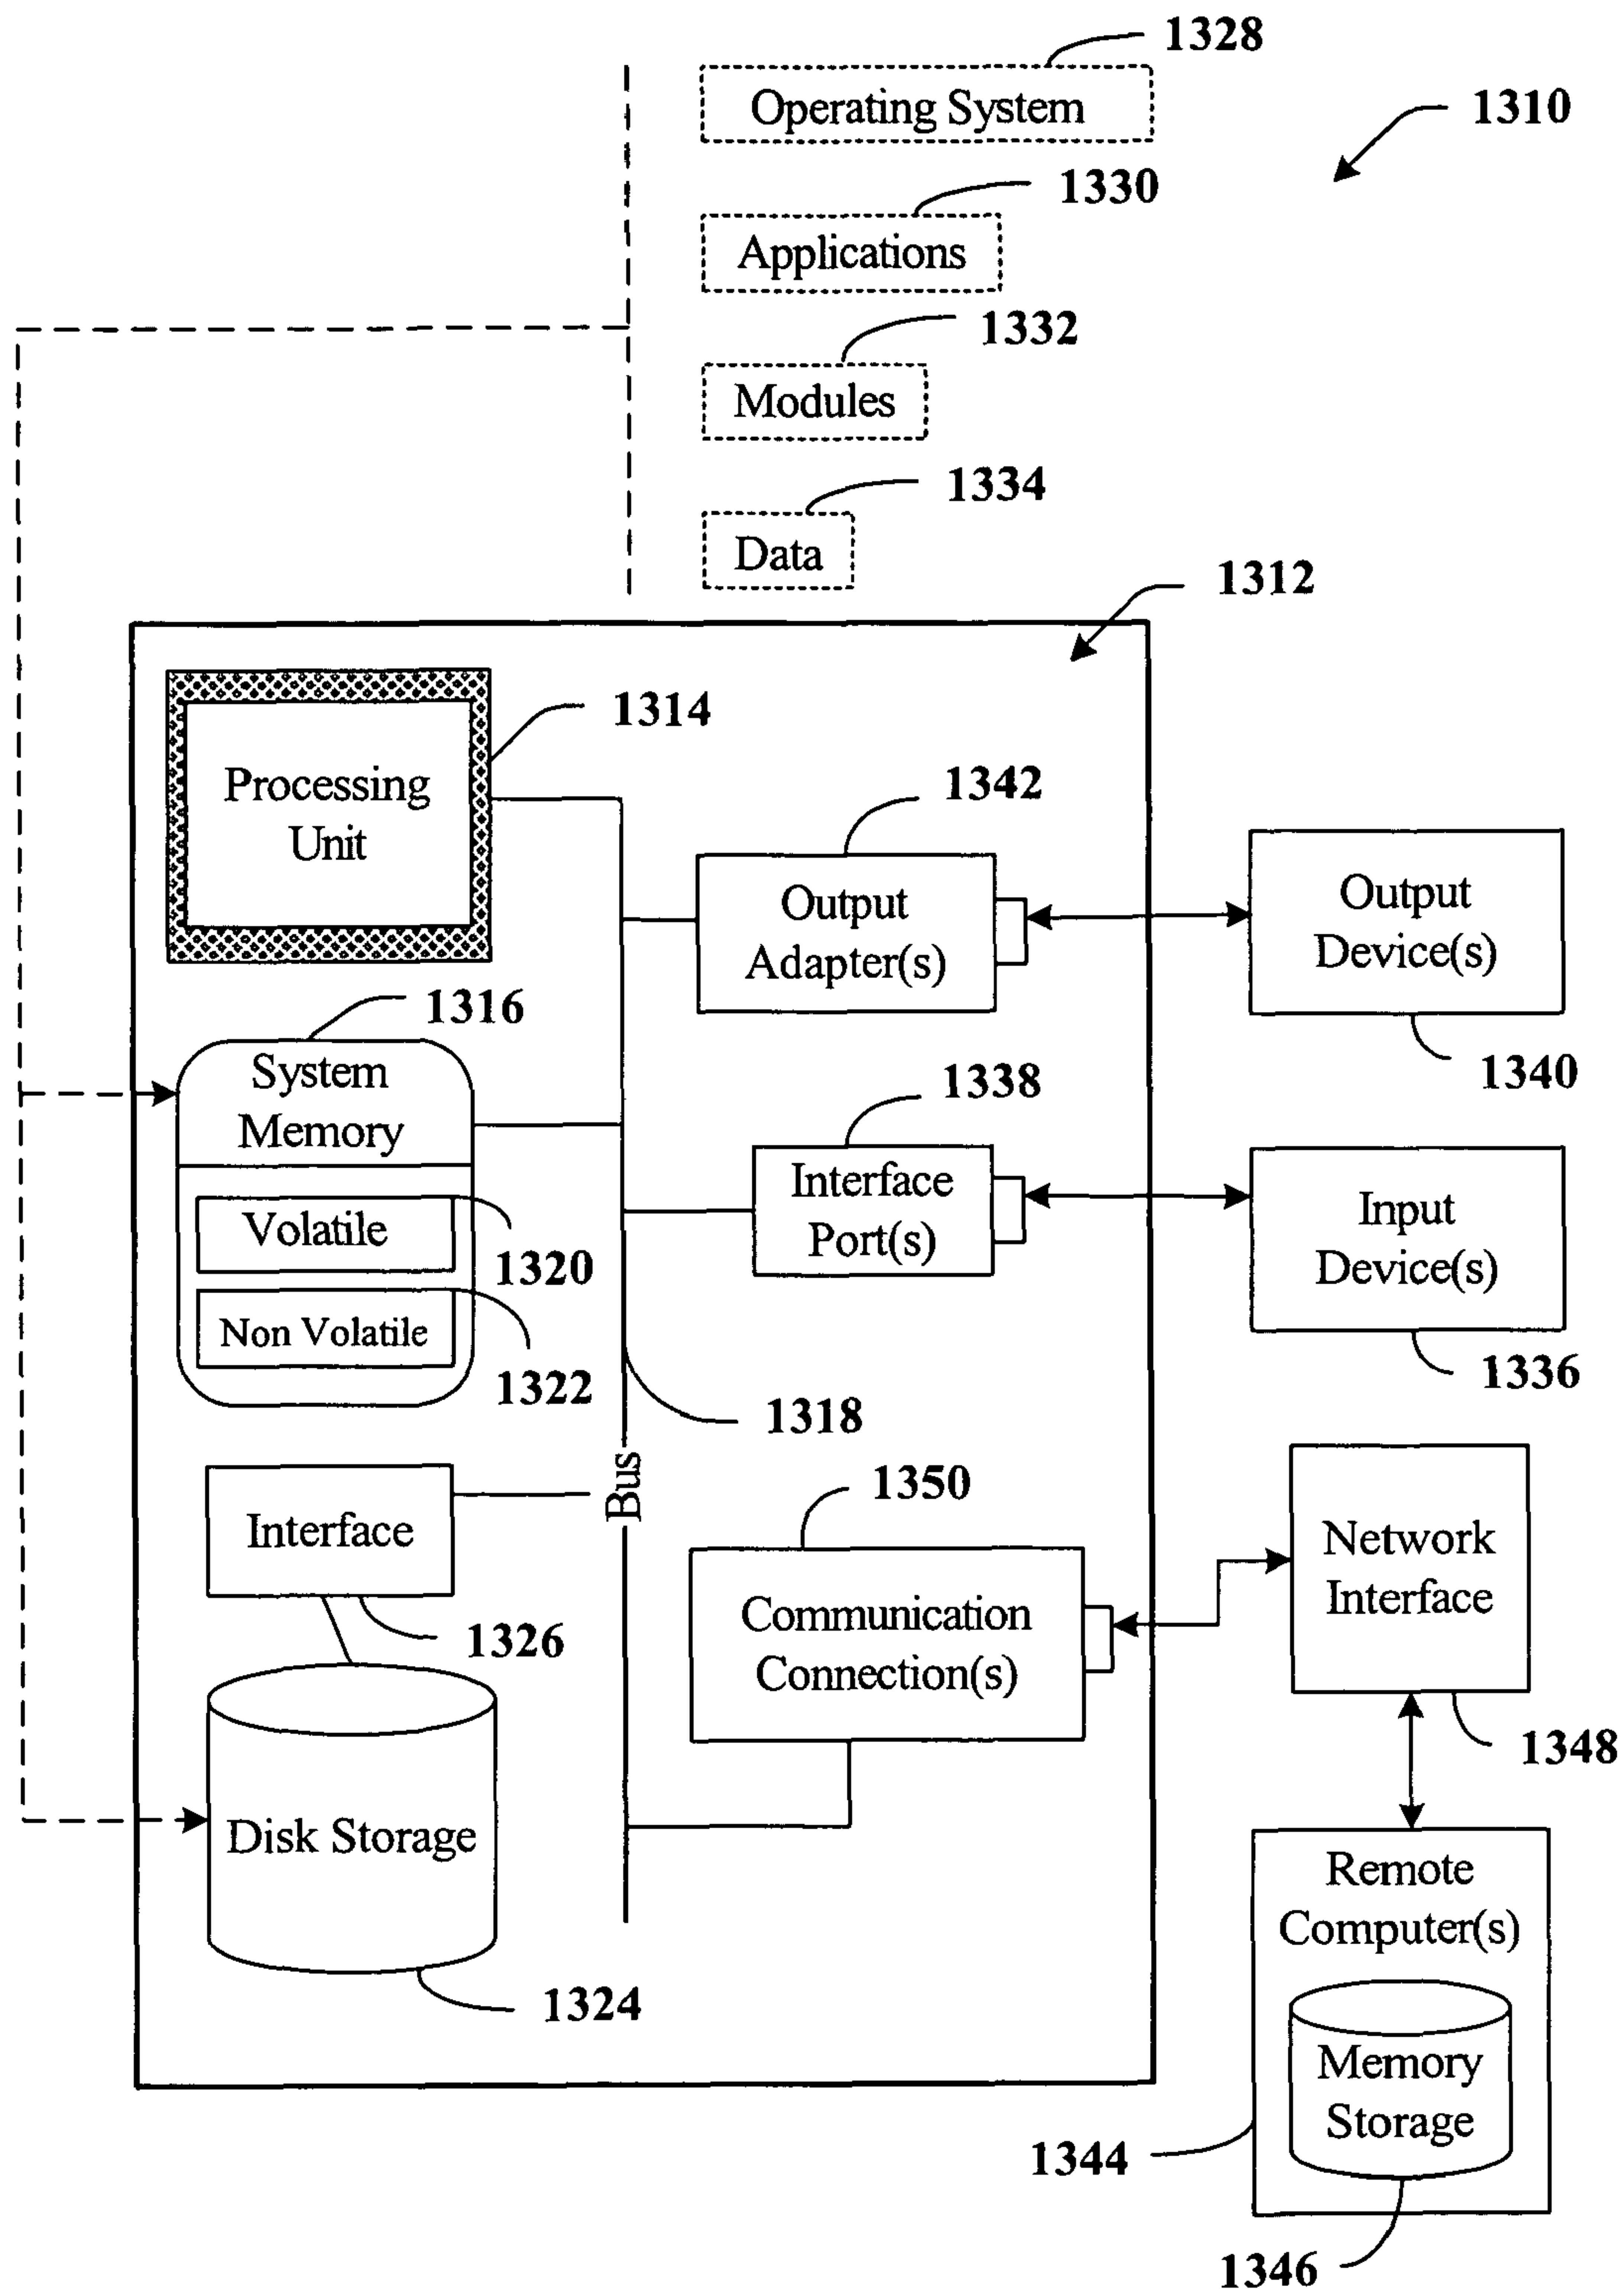 1328
Operating System
1310
1330
Applications
1332
Modules
1334
Data
1312
1314
Processing
Unit
1342
Output
Adapter(s)
Output
Device(s)
1340
1316
System
Memory
1338
Interface
Port(s)
Input
Device(s)
1336
Volatile
1320
Non Volatile
1322
1318
Bus
Interface
1326
1350
Communication
Connection(s)
Network
Interface
1348
Disk Storage
1324
Remote
Computer(s)
Memory
Storage
1344
1346